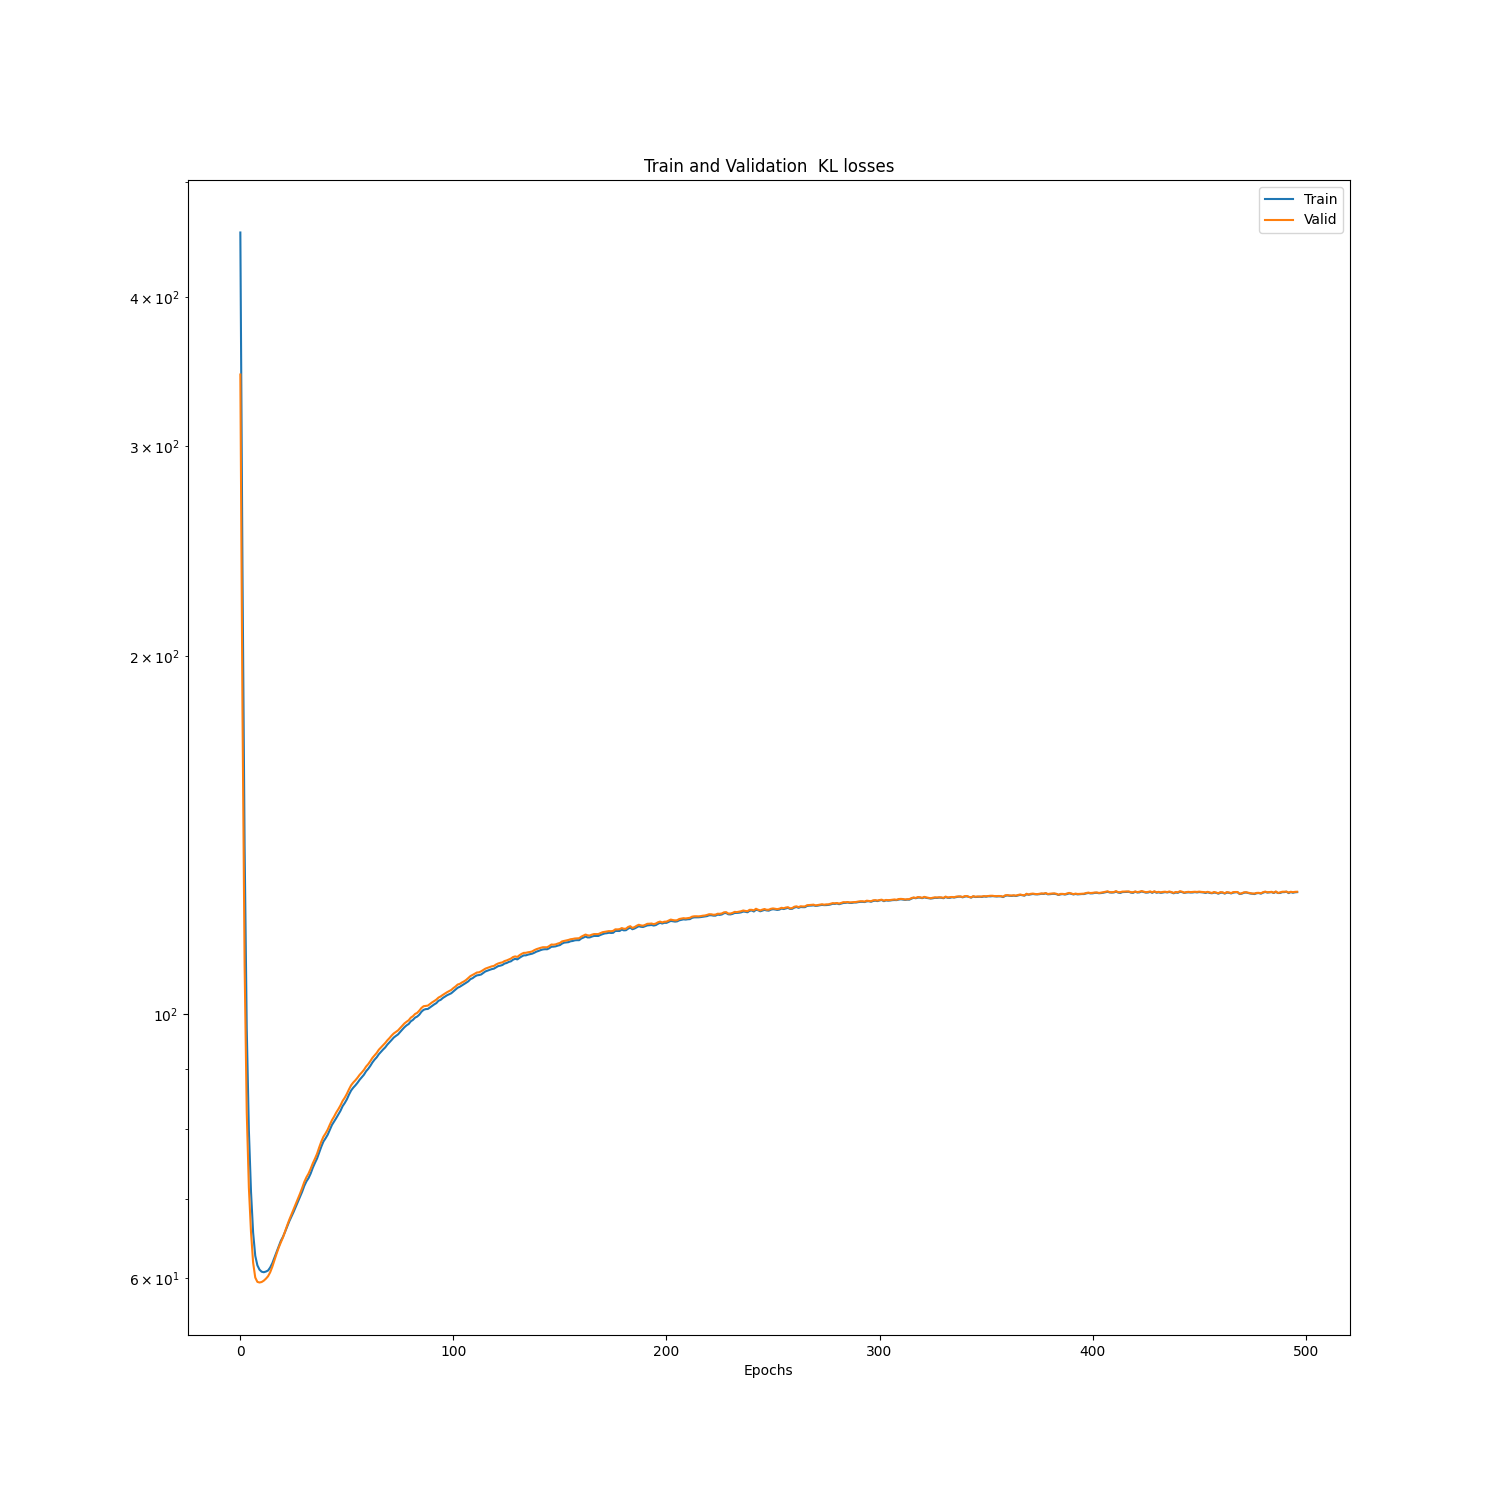 Train and Validation  KL losses
Train
Valid
4 × 10²
3 × 10²
2 × 10²
10²
6 × 10¹
0 100 200 300 400 500
Epochs